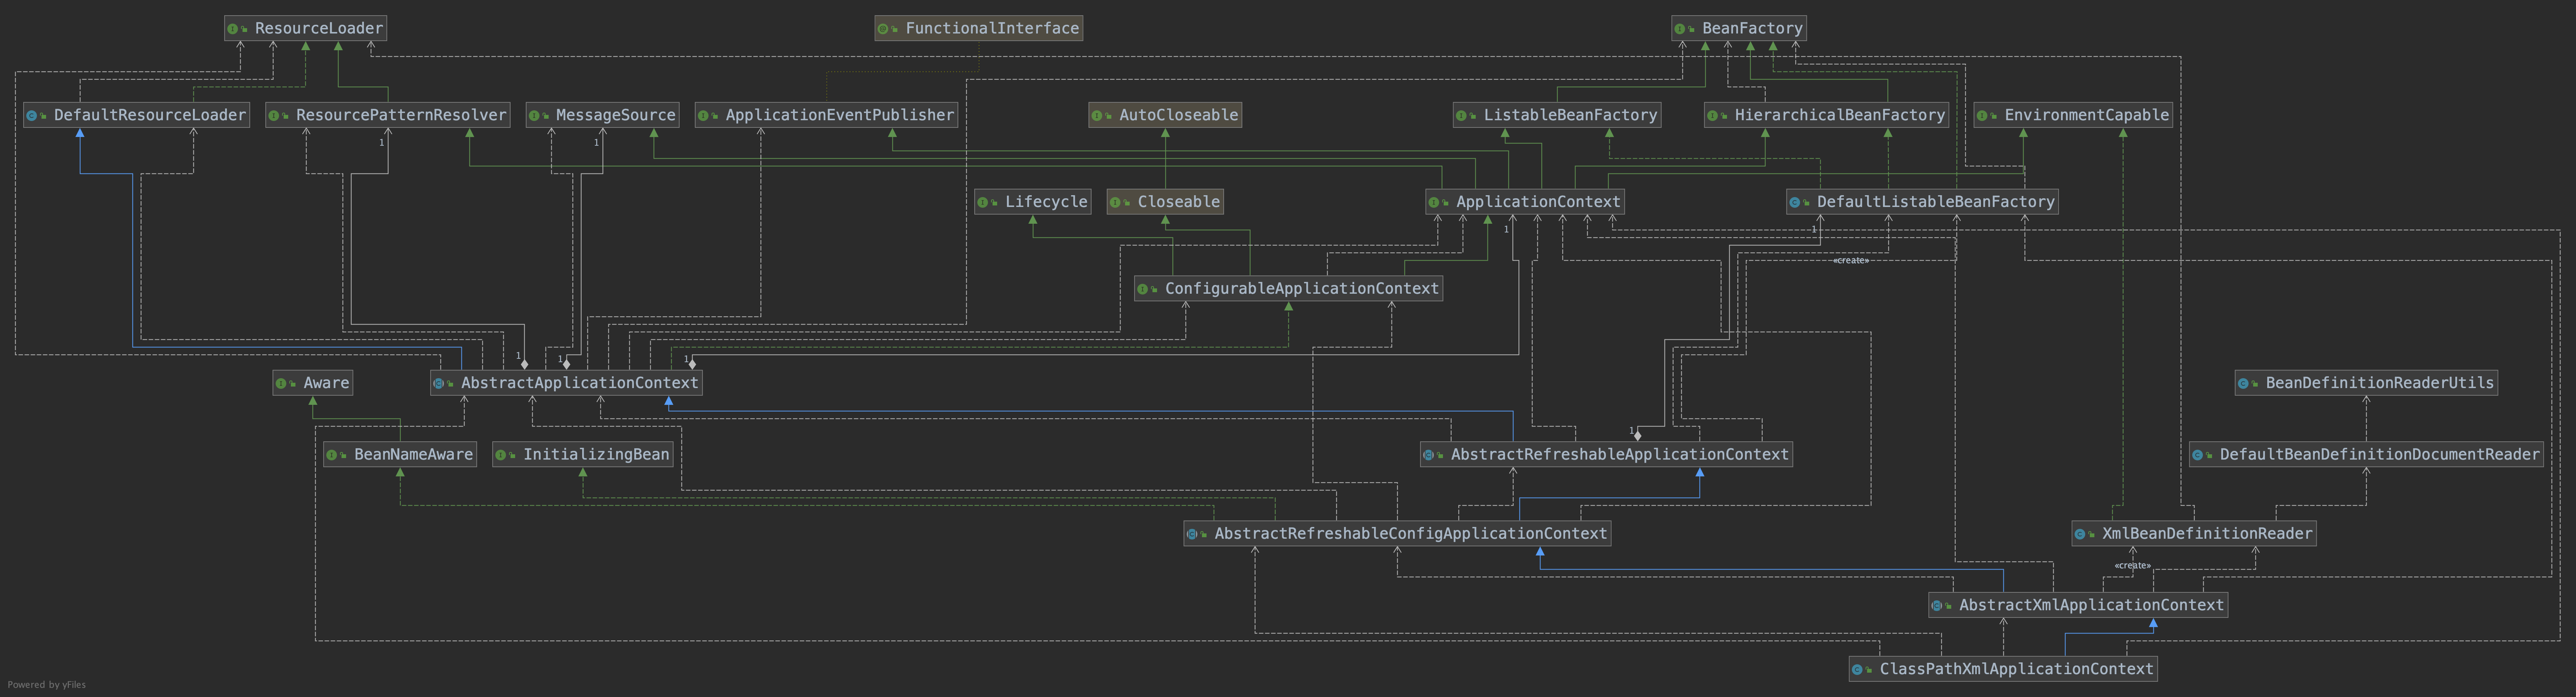 ResourceLoader
FunctionalInterface
BeanFactory
DefaultResourceLoader
ResourcePatternResolver
MessageSource
ApplicationEventPublisher
AutoCloseable
ListableBeanFactory
HierarchicalBeanFactory
EnvironmentCapable
1
1
Lifecycle
Closeable
ApplicationContext
DefaultListableBeanFactory
1
1
«create»
ConfigurableApplicationContext
1
1
1
Aware
AbstractApplicationContext
BeanDefinitionReaderUtils
1
BeanNameAware
InitializingBean
AbstractRefreshableApplicationContext
DefaultBeanDefinitionDocumentReader
AbstractRefreshableConfigApplicationContext
XmlBeanDefinitionReader
«create»
AbstractXmlApplicationContext
ClassPathXmlApplicationContext
Powered by yFiles